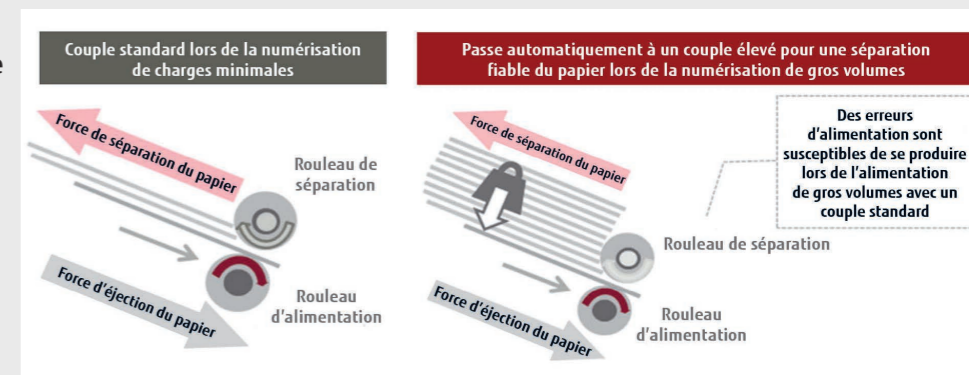 e
Couple standard lors de la numérisation
de charges minimales
Force de séparation du papier
Rouleau de
séparation
Force d'éjection du papier
Rouleau
d'alimentation
Passe automatiquement à un couple élevé pour une séparation
fiable du papier lors de la numérisation de gros volumes
Force de séparation du papier
Des erreurs
d'alimentation sont
susceptibles de se produire
lors de l'alimentation
de gros volumes avec un
couple standard
Rouleau de séparation
Force d'éjection du papier
Rouleau
d'alimentation